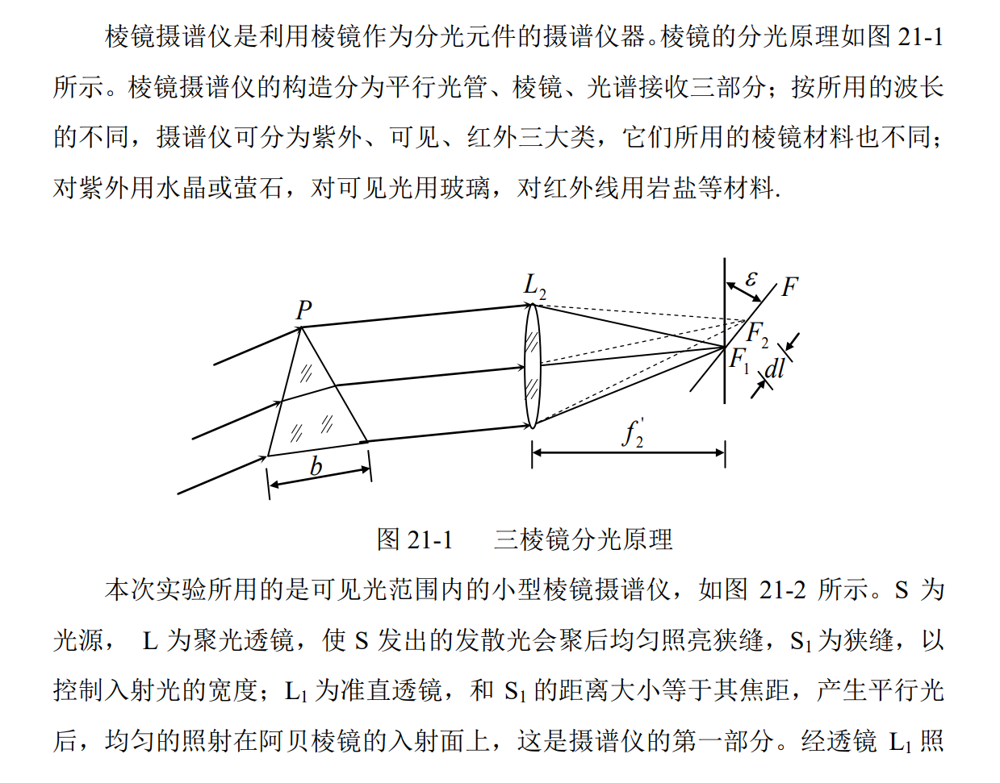 棱镜摄谱仪是利用棱镜作为分光元件的摄谱仪器。棱镜的分光原理如图 21-1
所示。棱镜摄谱仪的构造分为平行光管、棱镜、光谱接收三部分；按所用的波长
的不同，摄谱仪可分为紫外、可见、红外三大类，它们所用的棱镜材料也不同；
对紫外用水晶或萤石，对可见光用玻璃，对红外线用岩盐等材料.
P
L₂
ε
F
F₂
F₁
dl
f₂'
b
图 21-1 三棱镜分光原理
本次实验所用的是可见光范围内的小型棱镜摄谱仪，如图 21-2 所示。S 为
光源， L 为聚光透镜，使 S 发出的发散光会聚后均匀照亮狭缝，S₁为狭缝，以
控制入射光的宽度；L₁为准直透镜，和 S₁的距离大小等于其焦距，产生平行光
后，均匀的照射在阿贝棱镜的入射面上，这是摄谱仪的第一部分。经透镜 L₁照